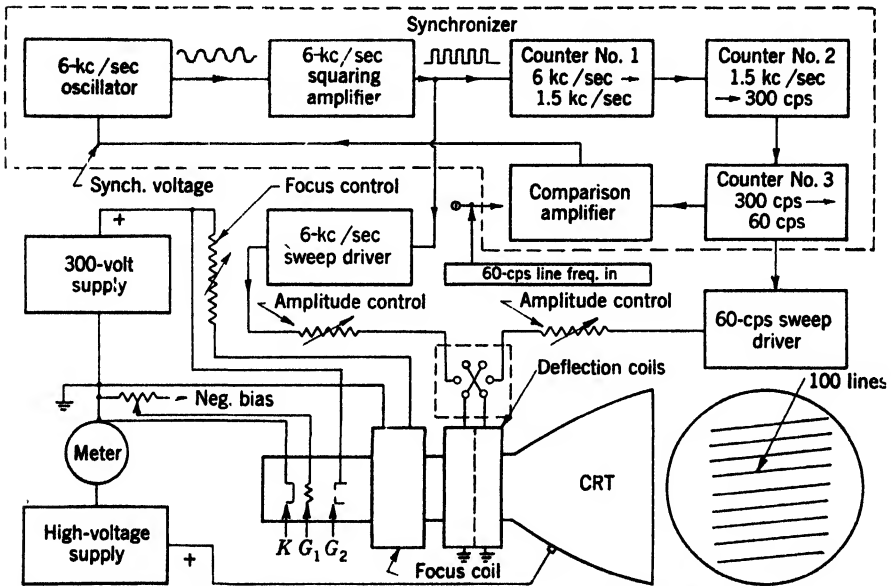 Synchronizer
6-kc/sec
oscillator
6-kc/sec
squaring
amplifier
Counter No. 1
6 kc/sec →
1.5 kc/sec
Counter No. 2
1.5 kc/sec
→ 300 cps
Synch. voltage
Focus control
Comparison
amplifier
Counter No. 3
300 cps →
60 cps
+
300-volt
supply
6-kc/sec
sweep driver
60-cps line freq. in
Amplitude control
Amplitude control
60-cps sweep
driver
Deflection coils
100 lines
– Neg. bias
Meter
CRT
High-voltage
supply
+
K G1 G2
Focus coil